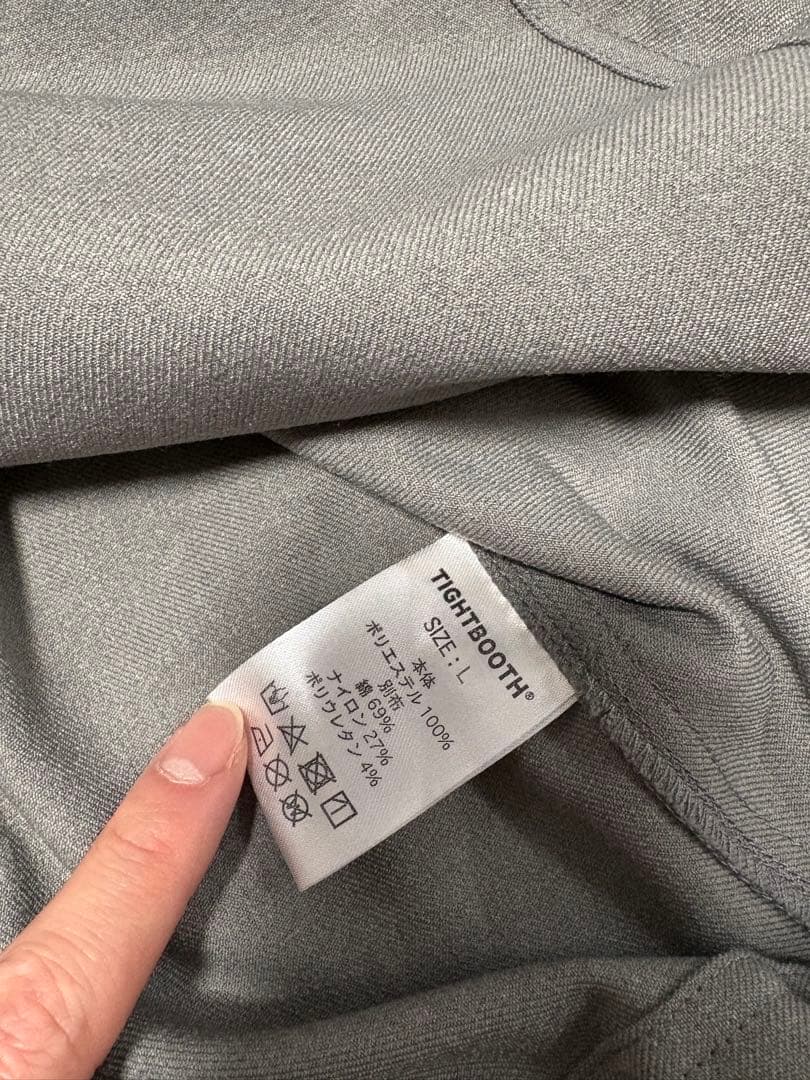 TIGHTBOOTH®
SIZE : L
本体
ポリエステル 100%
別布
綿 69%
ナイロン 27%
ポリウレタン 4%